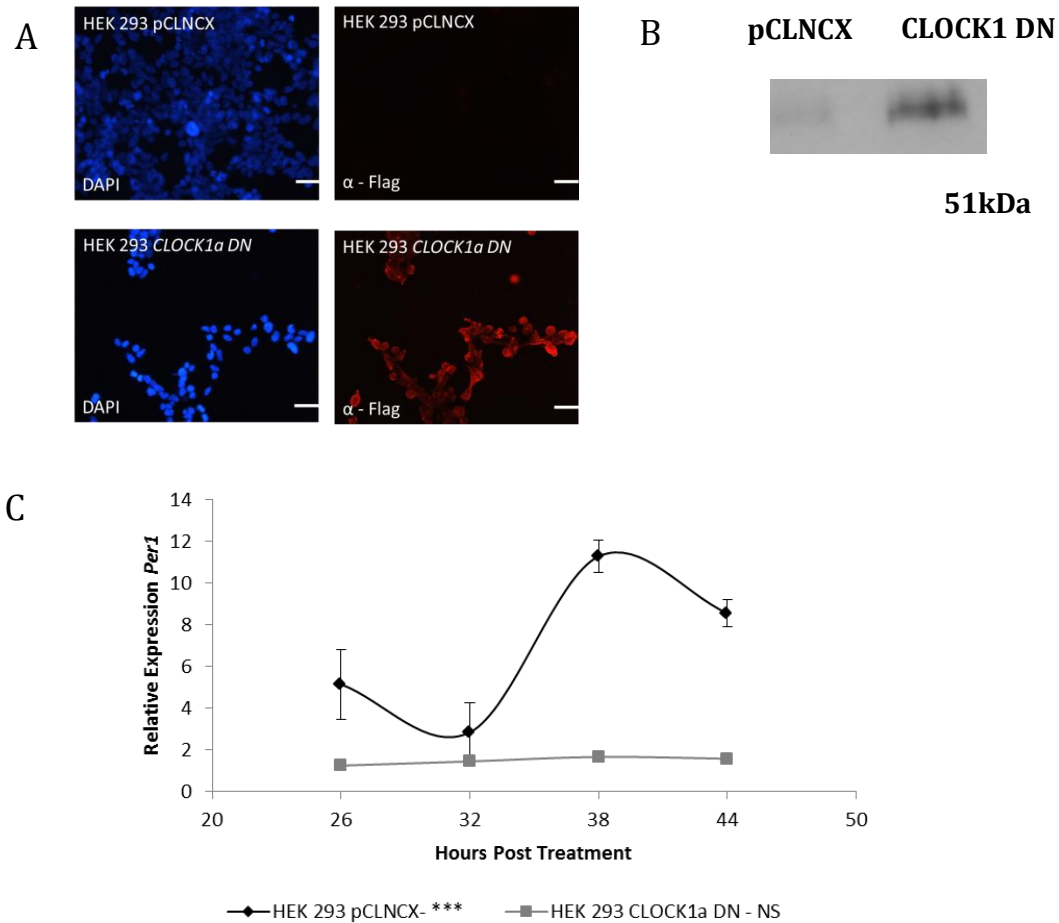 A
HEK 293 pCLNCX
DAPI
HEK 293 pCLNCX
α - Flag
HEK 293 CLOCK1a DN
DAPI
HEK 293 CLOCK1a DN
α - Flag
B
pCLNCX CLOCK1 DN
51kDa
C
Relative Expression Per1
14
12
10
8
6
4
2
0
20 26 32 38 44 50
Hours Post Treatment
HEK 293 pCLNCX- *** HEK 293 CLOCK1a DN - NS